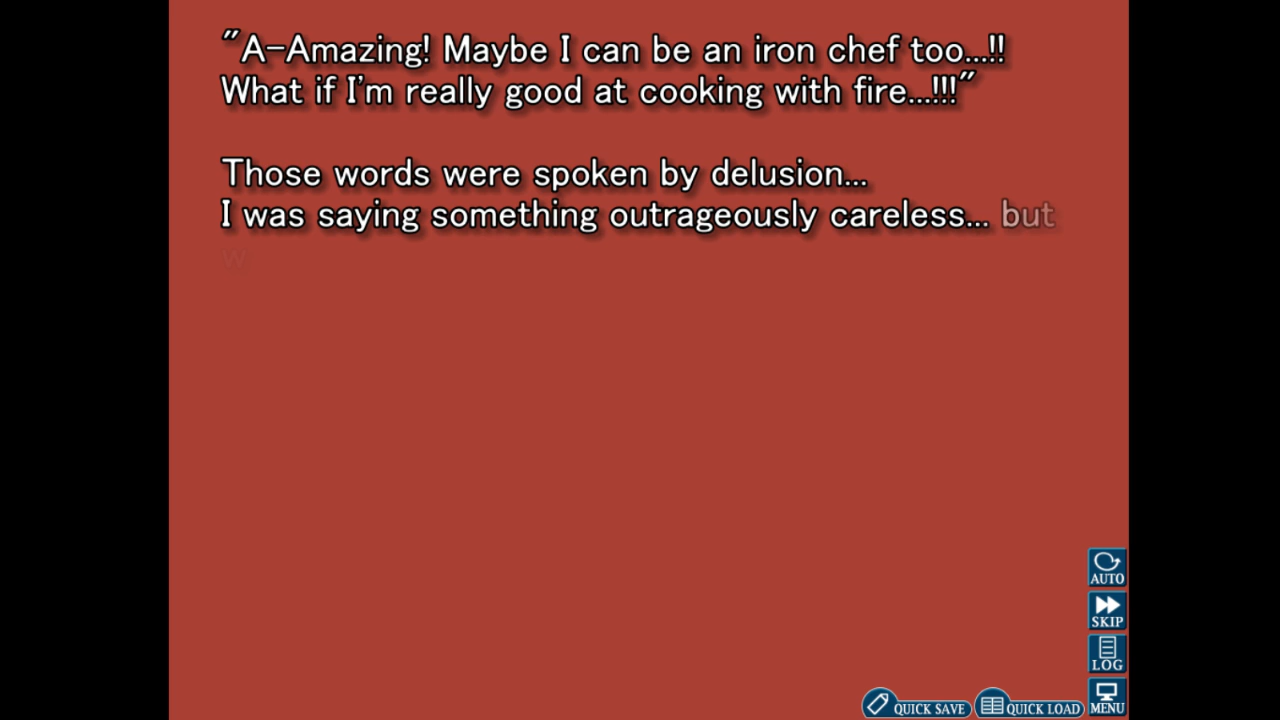 "A-Amazing! Maybe I can be an iron chef too...!!
What if I'm really good at cooking with fire...!!!"
Those words were spoken by delusion...
I was saying something outrageously careless... but
w
AUTO
SKIP
LOG
MENU
QUICK SAVE
QUICK LOAD